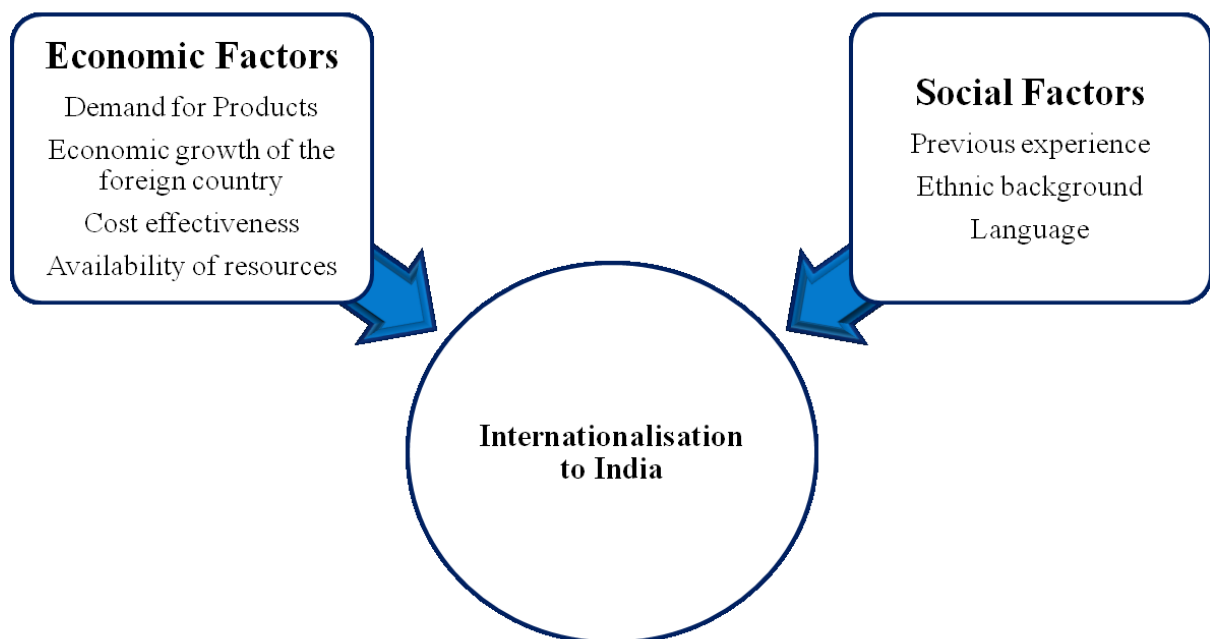 Economic Factors
Demand for Products
Economic growth of the
foreign country
Cost effectiveness
Availability of resources
Social Factors
Previous experience
Ethnic background
Language
Internationalisation
to India